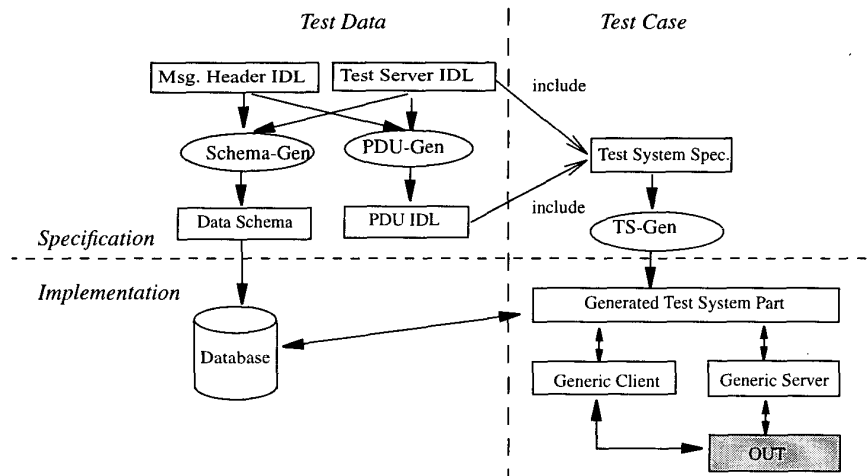 Test Data
Test Case
Msg. Header IDL
Test Server IDL
include
Schema-Gen
PDU-Gen
Test System Spec.
Data Schema
PDU IDL
include
TS-Gen
Specification
Implementation
Generated Test System Part
Database
Generic Client
Generic Server
OUT